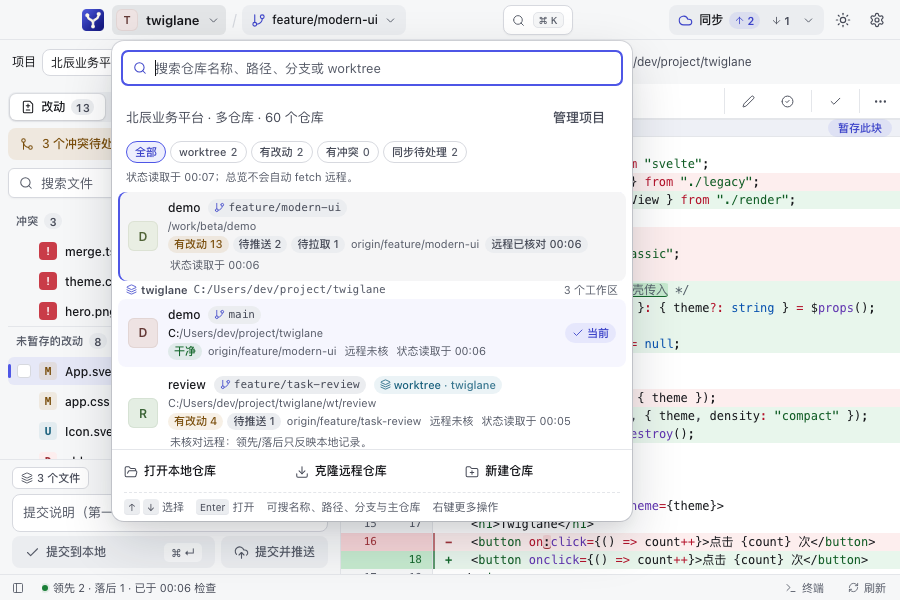 T twiglane / feature/modern-ui ⌘ K 同步 ↑ 2 ↓ 1
项目 北辰业务平 /dev/project/twiglane
改动 13
3 个冲突待处
搜索文件
冲突 3
! merge.t
! theme.c
! hero.png
未暂存的改动 8
M App.sve
M app.css
U Icon.sve
3 个文件
提交说明（第一
提交到本地 ⌘ ↵ 提交并推送
搜索仓库名称、路径、分支或 worktree
北辰业务平台 · 多仓库 · 60 个仓库 管理项目
全部 worktree 2 有改动 2 有冲突 0 同步待处理 2
状态读取于 00:07；总览不会自动 fetch 远程。
D demo feature/modern-ui
/work/beta/demo
有改动 13 待推送 2 待拉取 1 origin/feature/modern-ui 远程已核对 00:06
状态读取于 00:06
twiglane C:/Users/dev/project/twiglane 3 个工作区
D demo main
C:/Users/dev/project/twiglane ✓ 当前
干净 origin/feature/modern-ui 远程未核 状态读取于 00:06
R review feature/task-review worktree · twiglane
C:/Users/dev/project/twiglane/wt/review
有改动 4 待推送 1 origin/feature/task-review 远程未核 状态读取于 00:05
未核对远程：领先/落后只反映本地记录。
打开本地仓库 克隆远程仓库 新建仓库
↑ ↓ 选择 Enter 打开 可搜名称、路径、分支与主仓库 右键更多操作
暂存此块
"svelte";
} from "./legacy";
View } from "./render";
assic";
壳传入 */
}: { theme?: string } = $props();
= null;
{ theme });
, { theme, density: "compact" });
estroy();
heme={theme}>
15 17 <h1>Twiglane</h1>
16 − <button on:click={() => count++}>点击 {count} 次</button>
18 + <button onclick={() => count++}>点击 {count} 次</button>
领先 2 · 落后 1 · 已于 00:06 检查 终端 刷新